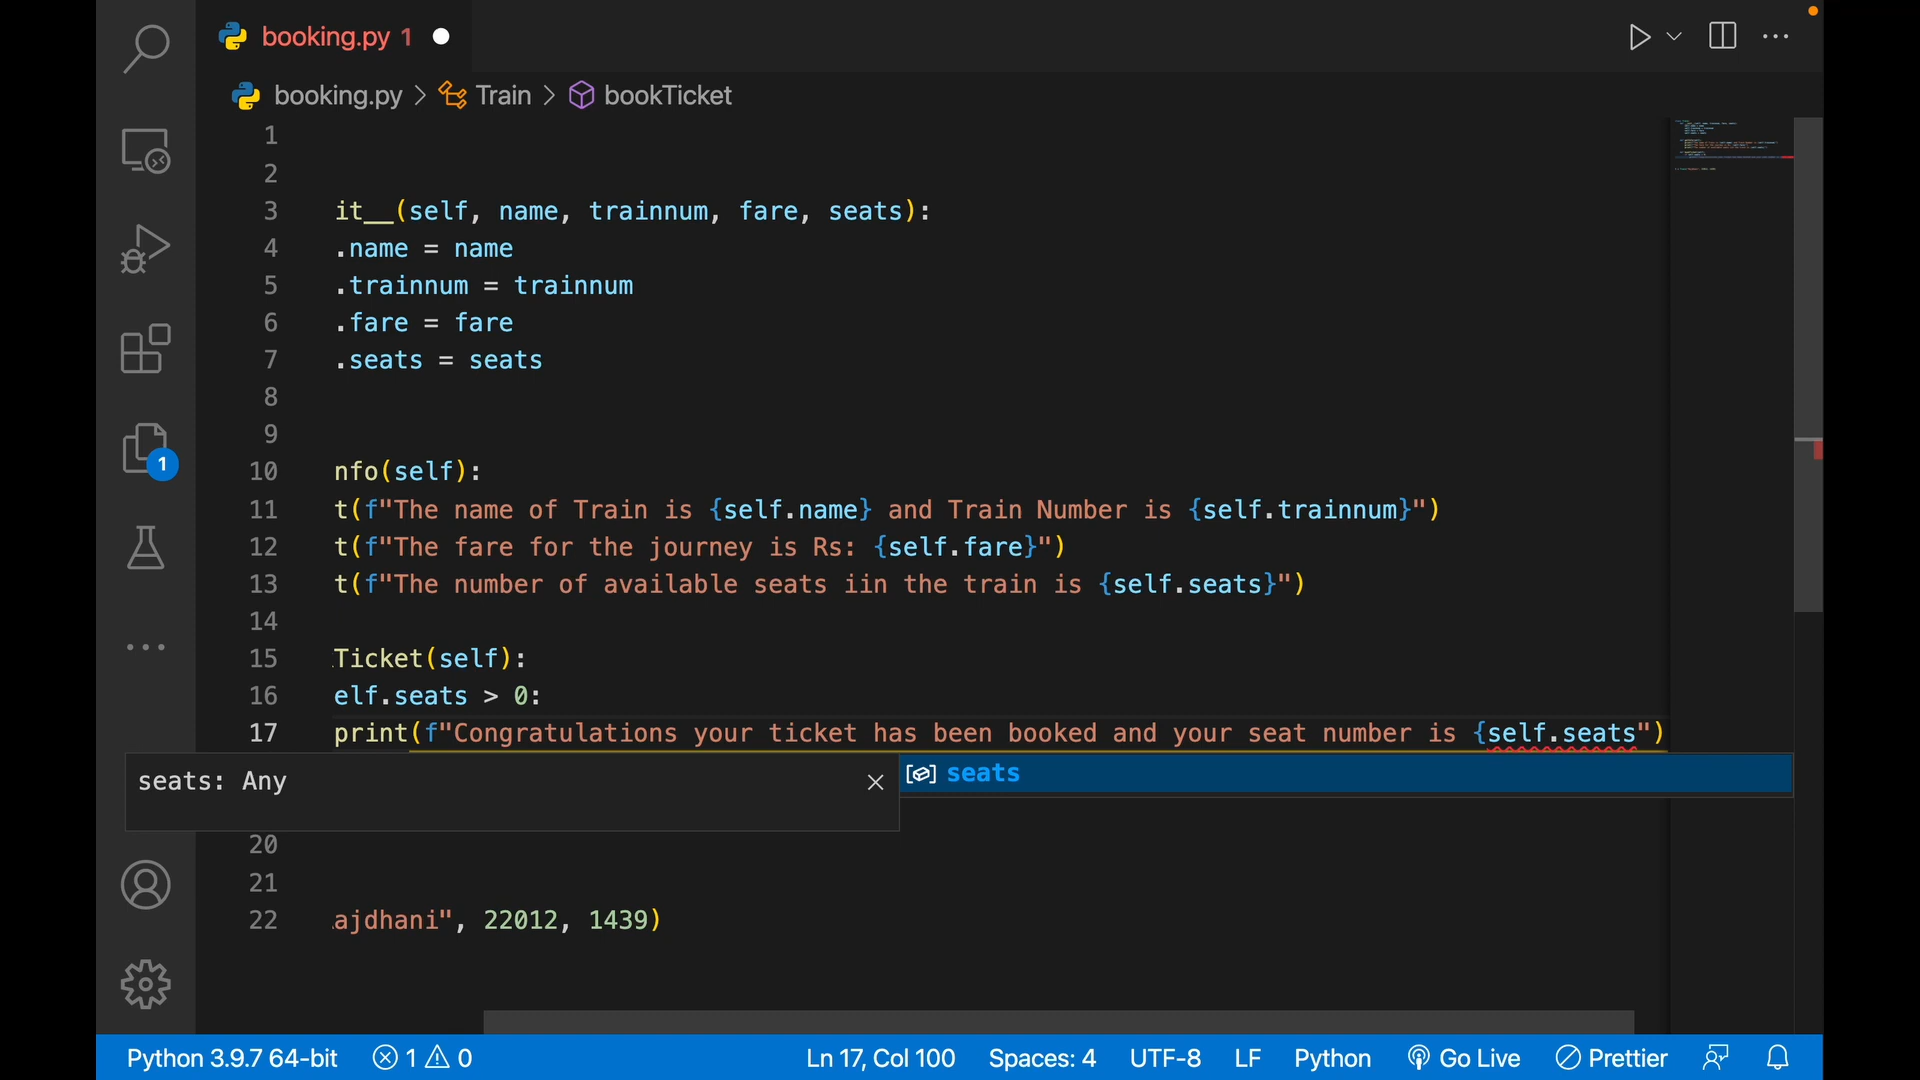 booking.py 1
booking.py > Train > bookTicket
1
2
3 it__(self, name, trainnum, fare, seats):
4 .name = name
5 .trainnum = trainnum
6 .fare = fare
7 .seats = seats
8
9
10 nfo(self):
11 t(f"The name of Train is {self.name} and Train Number is {self.trainnum}")
12 t(f"The fare for the journey is Rs: {self.fare}")
13 t(f"The number of available seats iin the train is {self.seats}")
14
15 Ticket(self):
16 elf.seats > 0:
17 print(f"Congratulations your ticket has been booked and your seat number is {self.seats")
seats: Any
seats
1
20
21
22 ajdhani", 22012, 1439)
Python 3.9.7 64-bit 1 0 Ln 17, Col 100 Spaces: 4 UTF-8 LF Python Go Live Prettier